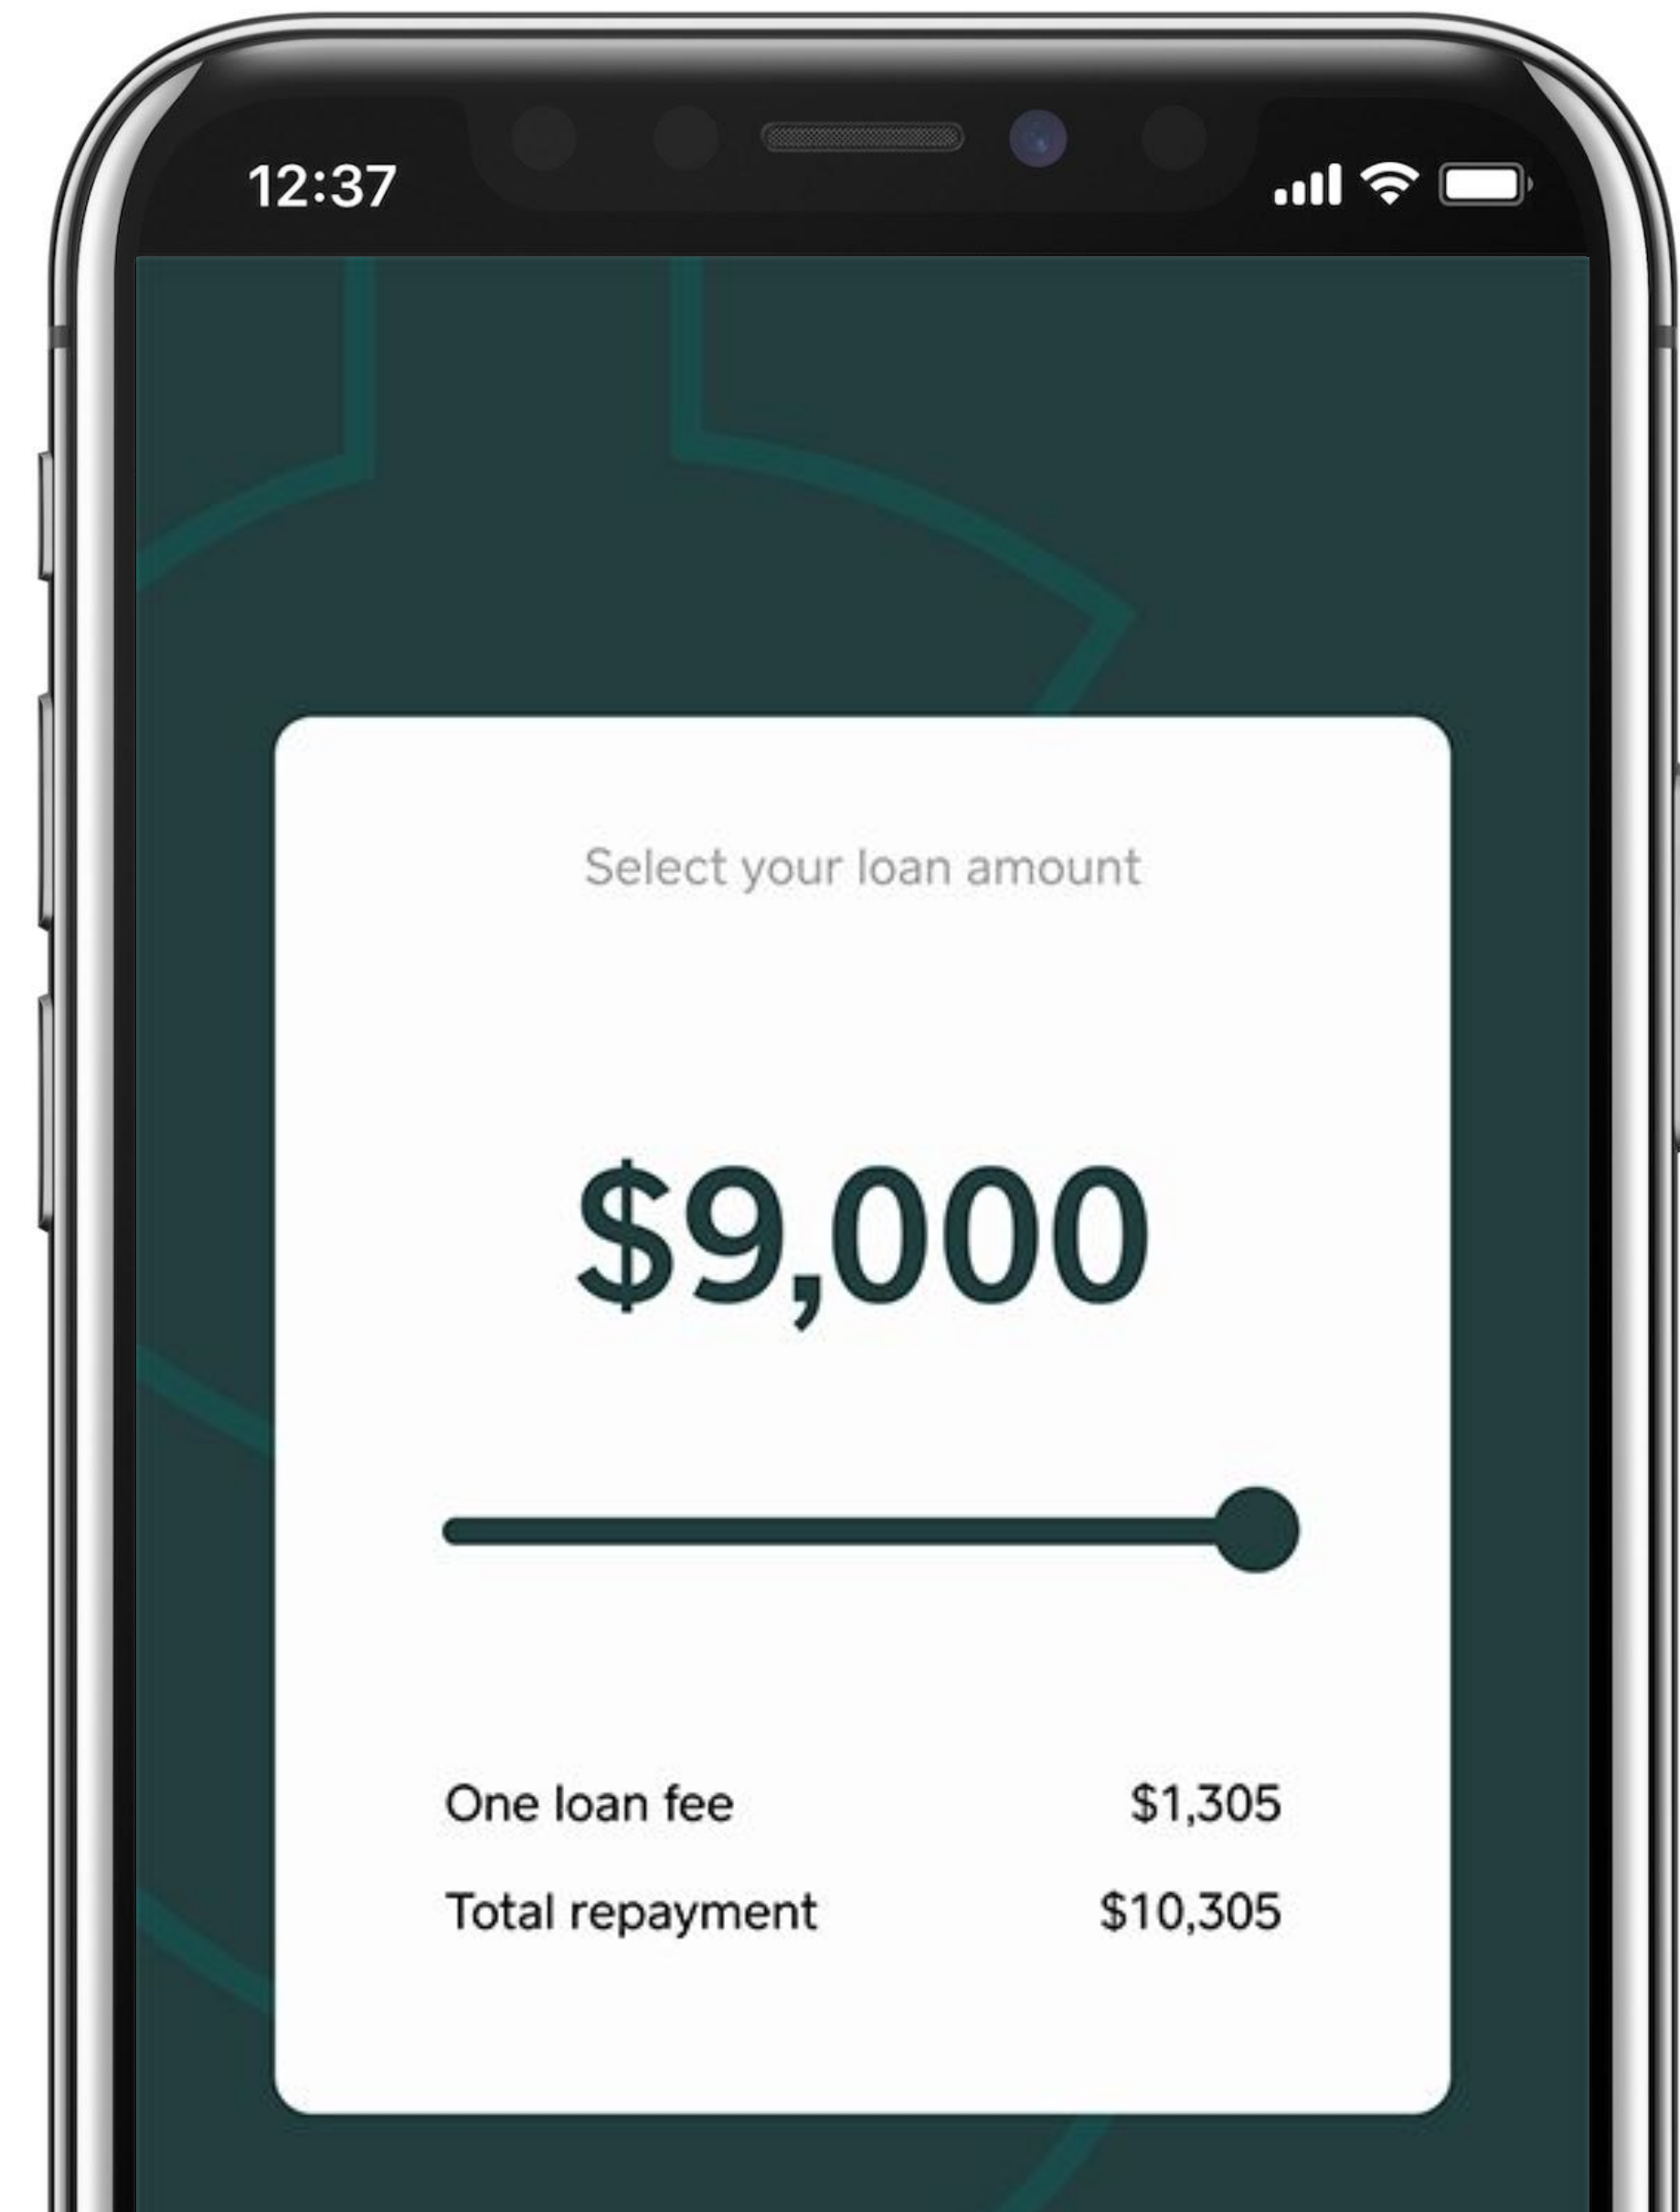 12:37
Select your loan amount
$9,000
One loan fee $1,305
Total repayment $10,305